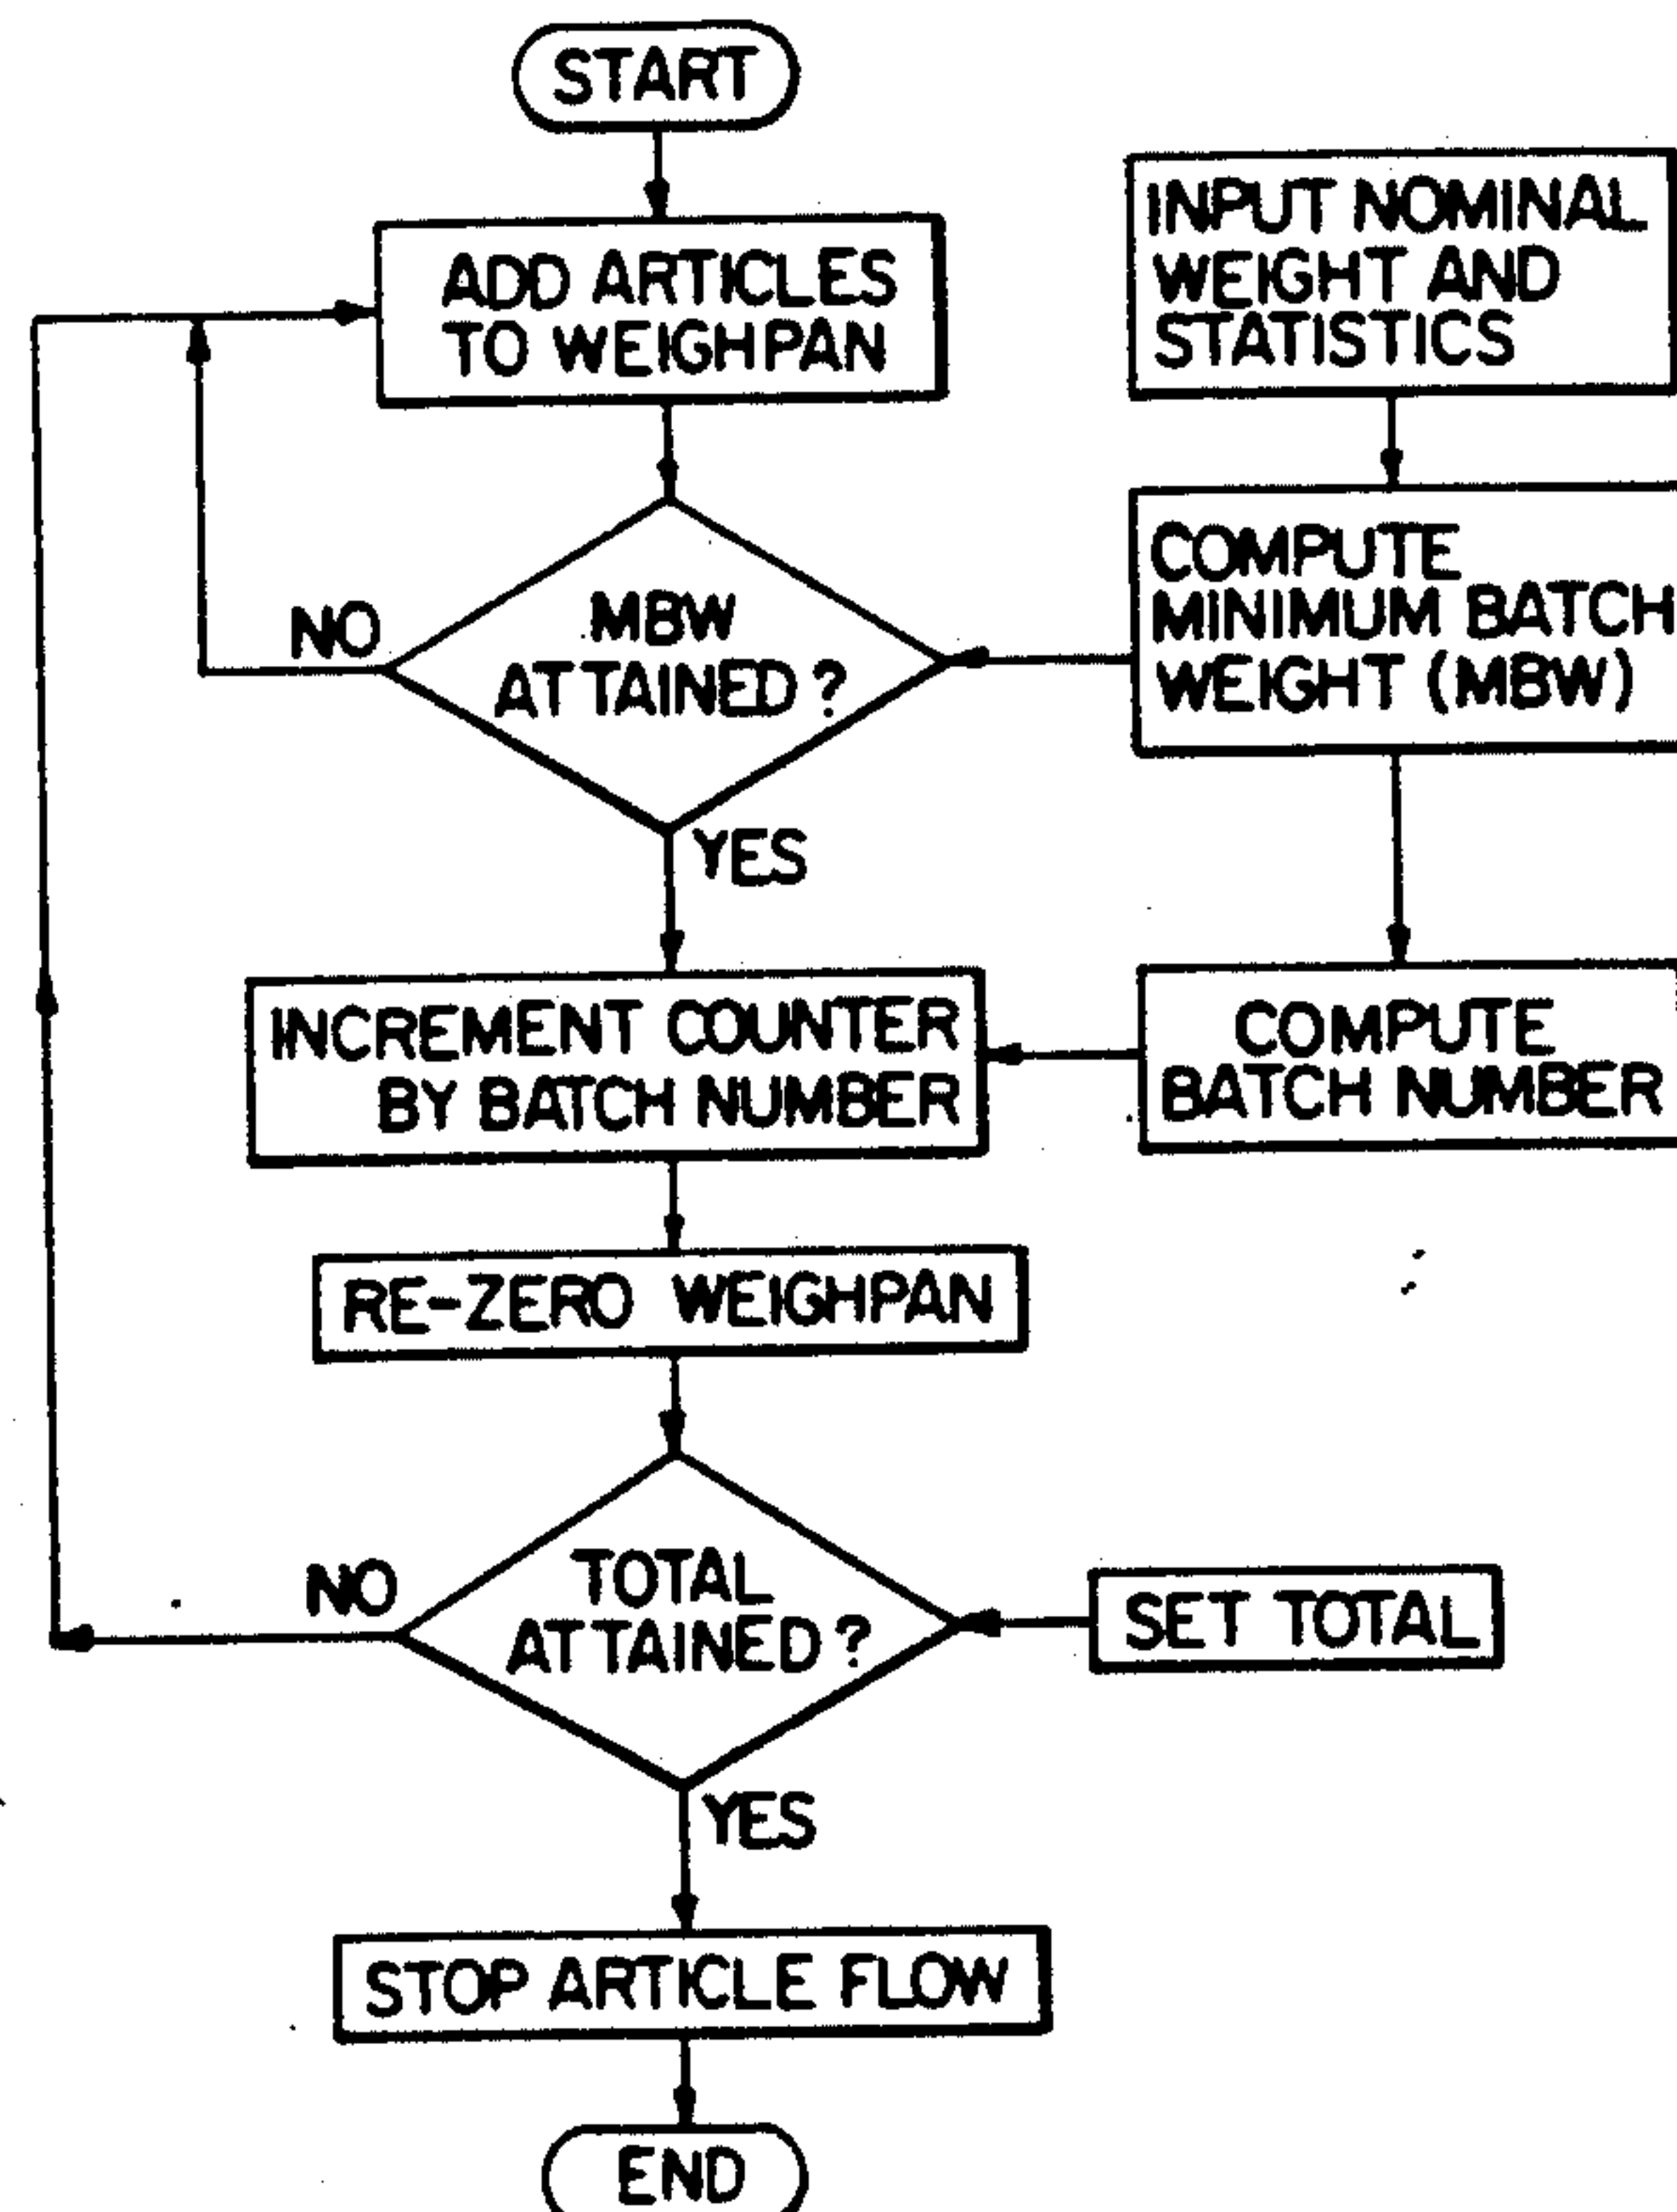 START
ADD ARTICLES
TO WEIGHPAN
INPUT NOMINAL
WEIGHT AND
STATISTICS
MBW
ATTAINED?
NO
YES
COMPUTE
MINIMUM BATCH
WEIGHT (MBW)
INCREMENT COUNTER
BY BATCH NUMBER
COMPUTE
BATCH NUMBER
RE-ZERO WEIGHPAN
TOTAL
ATTAINED?
NO
YES
SET TOTAL
STOP ARTICLE FLOW
END